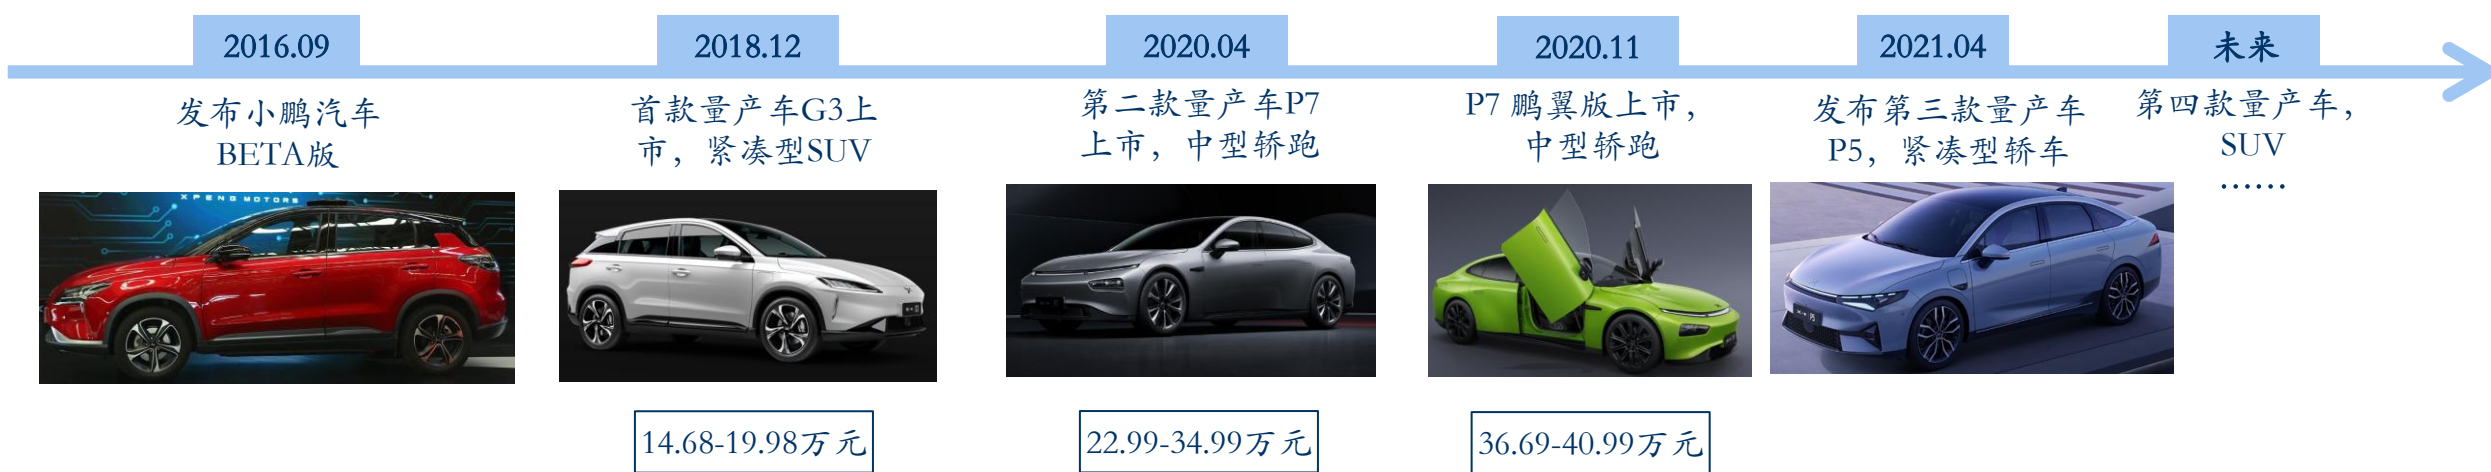 2016.09
2018.12
2020.04
2020.11
2021.04
未来
发布小鹏汽车
BETA版
首款量产车G3上
市，紧凑型SUV
第二款量产车P7
上市，中型轿跑
P7 鹏翼版上市，
中型轿跑
发布第三款量产车
P5，紧凑型轿车
第四款量产车，
SUV
……
XPENG MOTORS
P5
14.68-19.98万元
22.99-34.99万元
36.69-40.99万元